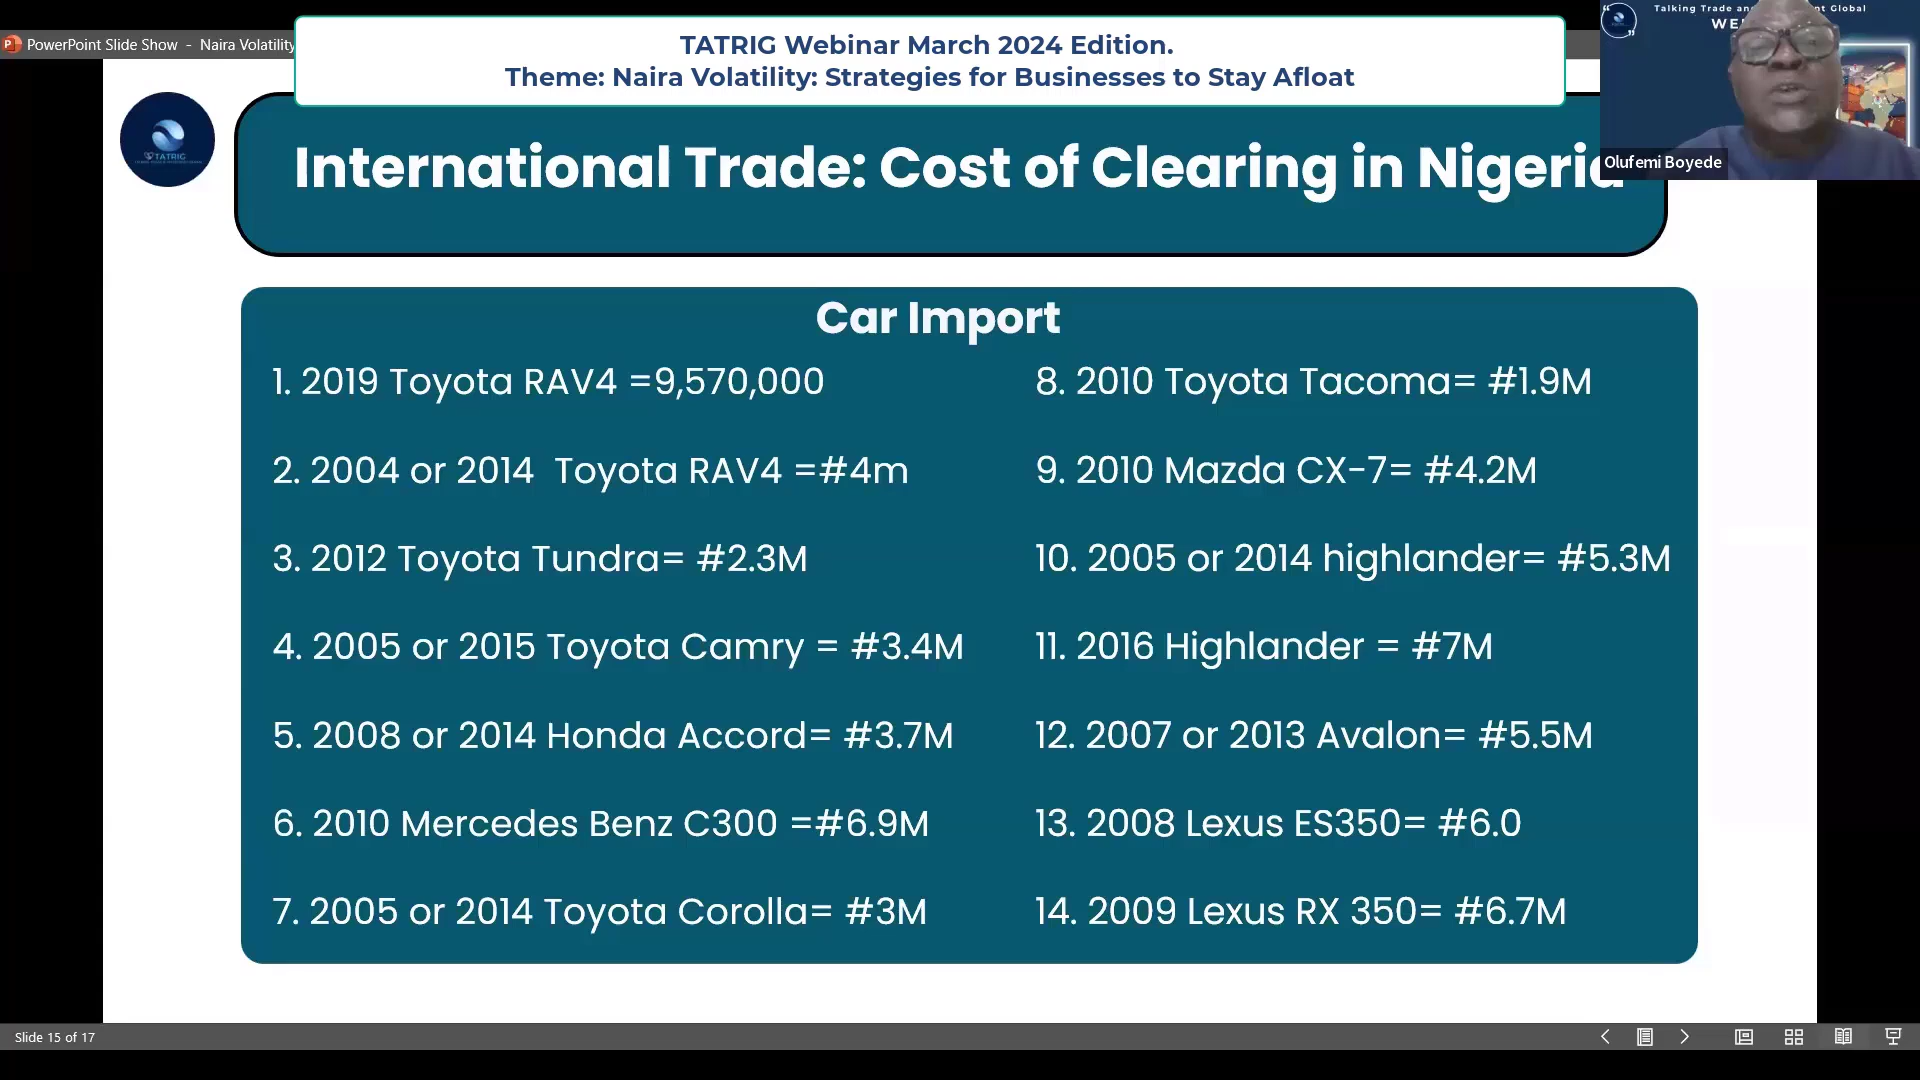 PowerPoint Slide Show - Naira Volatility
TATRIG Webinar March 2024 Edition.
Theme: Naira Volatility: Strategies for Businesses to Stay Afloat
Talking Trade
Global
Olufemi Boyede
TATRIG
International Trade: Cost of Clearing in Nigeria
Car Import
1. 2019 Toyota RAV4 =9,570,000
2. 2004 or 2014 Toyota RAV4 =#4m
3. 2012 Toyota Tundra= #2.3M
4. 2005 or 2015 Toyota Camry = #3.4M
5. 2008 or 2014 Honda Accord= #3.7M
6. 2010 Mercedes Benz C300 =#6.9M
7. 2005 or 2014 Toyota Corolla= #3M
8. 2010 Toyota Tacoma= #1.9M
9. 2010 Mazda CX-7= #4.2M
10. 2005 or 2014 highlander= #5.3M
11. 2016 Highlander = #7M
12. 2007 or 2013 Avalon= #5.5M
13. 2008 Lexus ES350= #6.0
14. 2009 Lexus RX 350= #6.7M
Slide 15 of 17